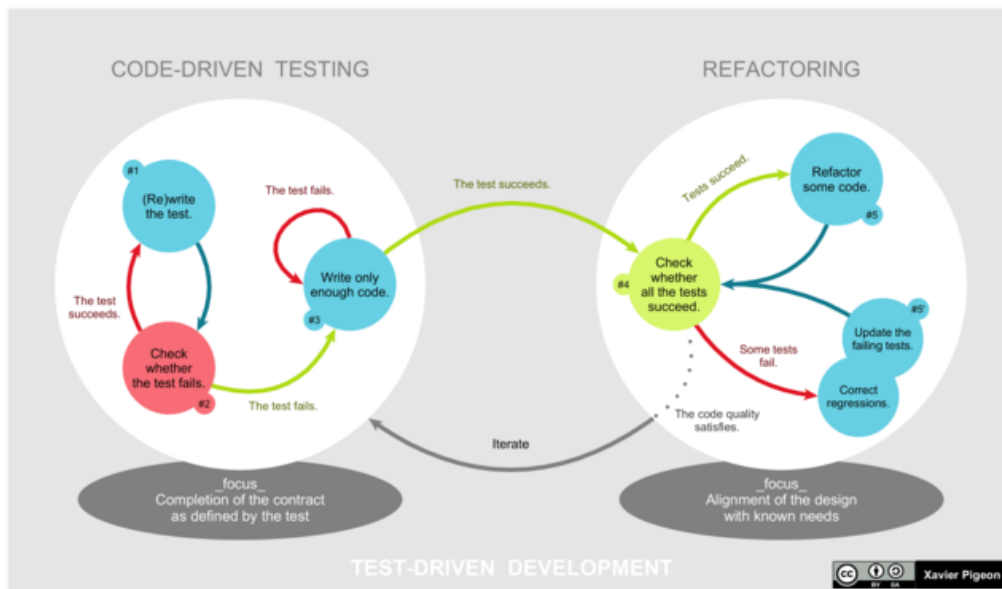 CODE-DRIVEN TESTING
REFACTORING
#1
(Re)write
the test.
The test fails.
The test succeeds.
Tests succeed.
Refactor
some code.
#5
Write only
enough code.
#3
Check
whether
all the tests
succeed.
#4
The test
succeeds.
Check
whether
the test fails.
#2
The test fails.
#5'
Update the
failing tests.
Some tests
fail.
Correct
regressions.
The code quality
satisfies.
Iterate
_focus_
Completion of the contract
as defined by the test
_focus_
Alignment of the design
with known needs
TEST-DRIVEN DEVELOPMENT
cc
BY SA
Xavier Pigeon